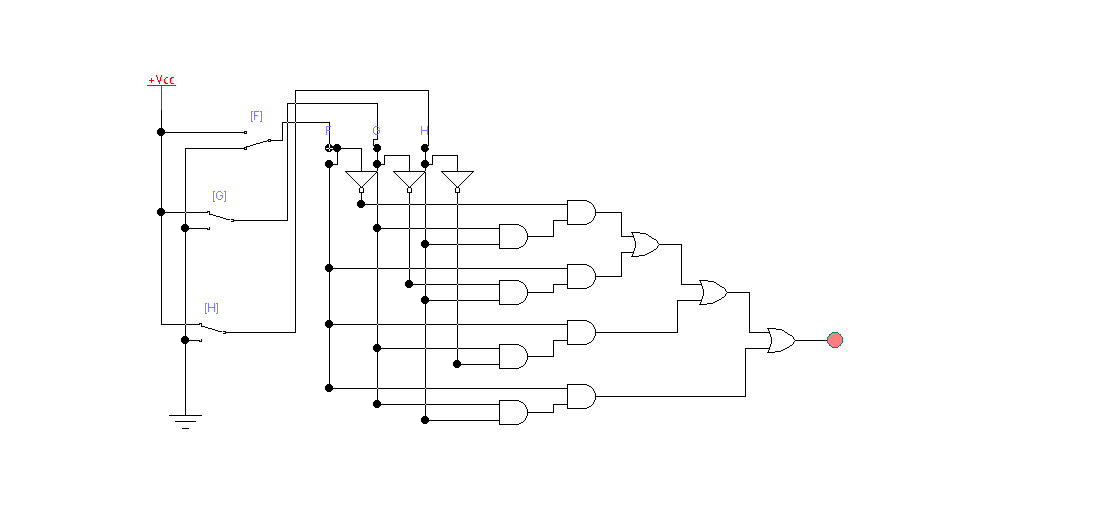 +Vcc
[F]
F G H
[G]
[H]